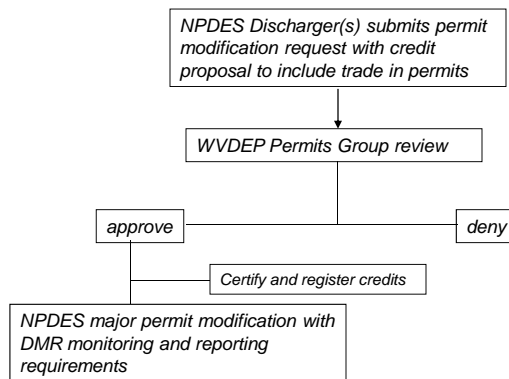 NPDES Discharger(s) submits permit
modification request with credit
proposal to include trade in permits
WVDEP Permits Group review
approve
deny
Certify and register credits
NPDES major permit modification with
DMR monitoring and reporting
requirements